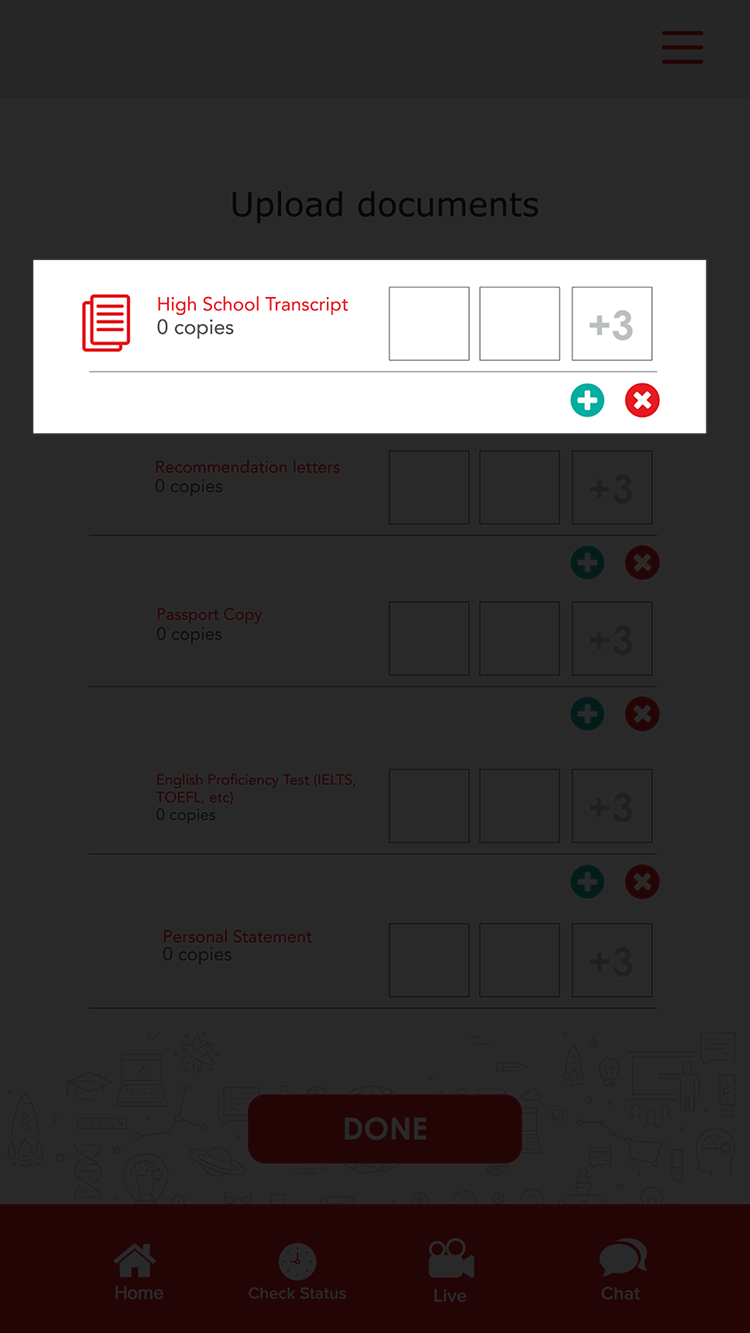 Upload documents
High School Transcript
0 copies
+3
Recommendation letters
0 copies
+3
Passport Copy
0 copies
+3
English Proficiency Test (IELTS,
TOEFL, etc)
0 copies
+3
Personal Statement
0 copies
+3
DONE
Home
Check Status
Live
Chat